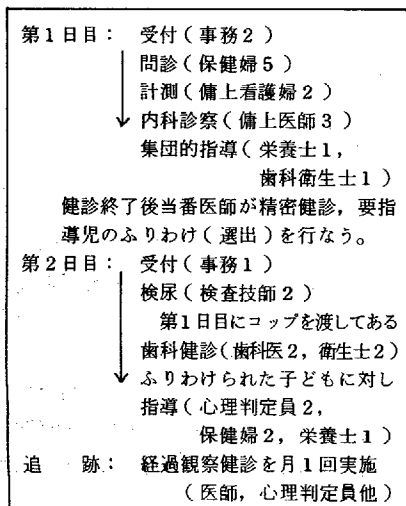 第1日目： 受付（事務2）
問診（保健婦5）
計測（傭上看護婦2）
内科診察（傭上医師3）
集団的指導（栄養士1，
歯科衛生士1）
健診終了後当番医師が精密健診，要指
導児のふりわけ（選出）を行なう。
第2日目： 受付（事務1）
検尿（検査技師2）
第1日目にコップを渡してある
歯科健診（歯科医2，衛生士2）
ふりわけられた子どもに対し
指導（心理判定員2，
保健婦2，栄養士1）
追　跡： 経過観察健診を月1回実施
（医師，心理判定員他）